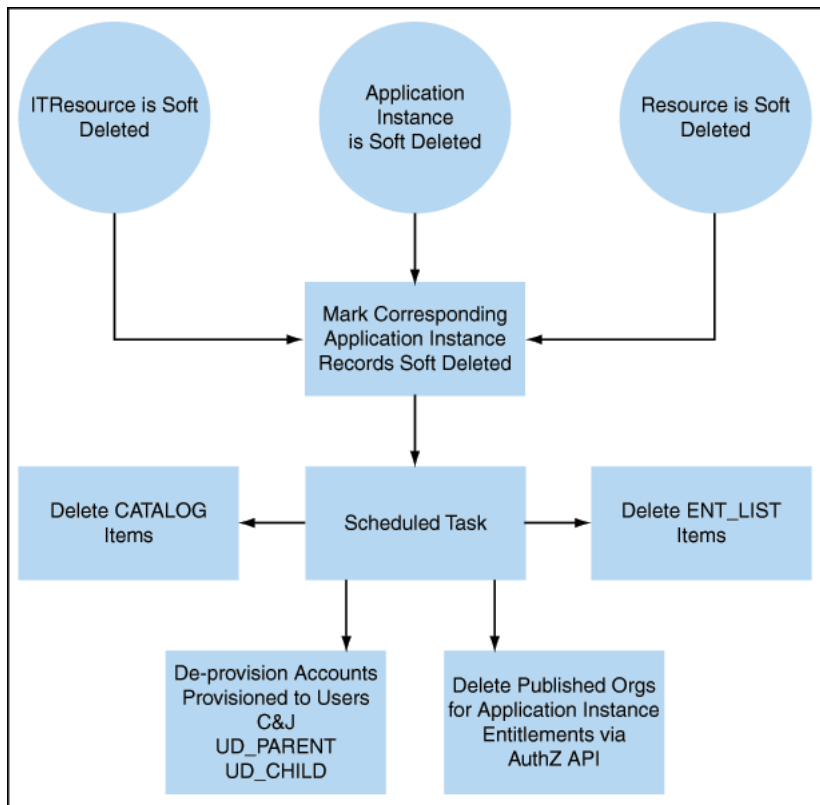 ITResource is Soft
Deleted
Application
Instance
is Soft Deleted
Resource is Soft
Deleted
Mark Corresponding
Application Instance
Records Soft Deleted
Delete CATALOG
Items
Scheduled Task
Delete ENT_LIST
Items
De-provision Accounts
Provisioned to Users
C&J
UD_PARENT
UD_CHILD
Delete Published Orgs
for Application Instance
Entitlements via
AuthZ API